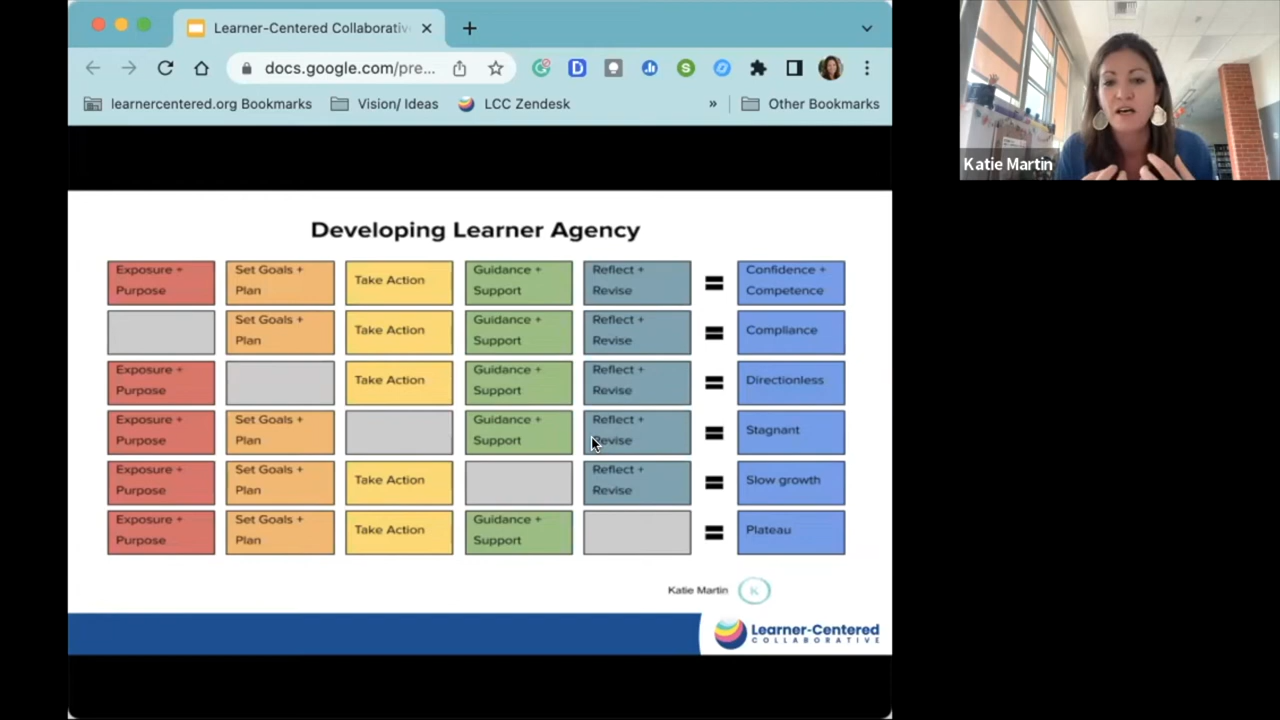 Learner-Centered Collaborativ
docs.google.com/pre...
learnercentered.org Bookmarks
Vision/ Ideas
LCC Zendesk
»
Other Bookmarks
Katie Martin
Developing Learner Agency
Exposure +
Purpose
Set Goals +
Plan
Take Action
Guidance +
Support
Reflect +
Revise
=
Confidence +
Competence
Set Goals +
Plan
Take Action
Guidance +
Support
Reflect +
Revise
=
Compliance
Exposure +
Purpose
Take Action
Guidance +
Support
Reflect +
Revise
=
Directionless
Exposure +
Purpose
Set Goals +
Plan
Guidance +
Support
Reflect +
Revise
=
Stagnant
Exposure +
Purpose
Set Goals +
Plan
Take Action
Reflect +
Revise
=
Slow growth
Exposure +
Purpose
Set Goals +
Plan
Take Action
Guidance +
Support
=
Plateau
Katie Martin
K
Learner-Centered
COLLABORATIVE